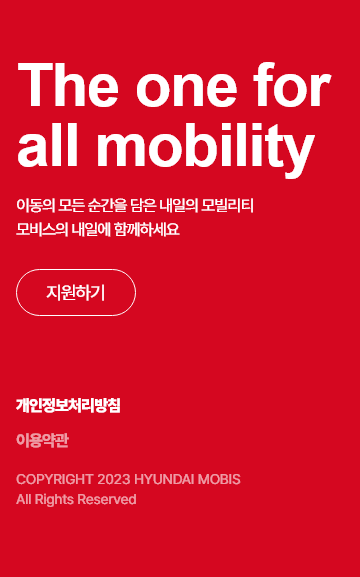 The one for
all mobility
이동의 모든 순간을 담은 내일의 모빌리티
모비스의 내일에 함께하세요
지원하기
개인정보처리방침
이용약관
COPYRIGHT 2023 HYUNDAI MOBIS
All Rights Reserved